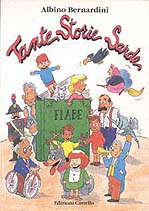 Albino Bernardini
Tante Storie Sarde
FIABE
Edizioni Castello